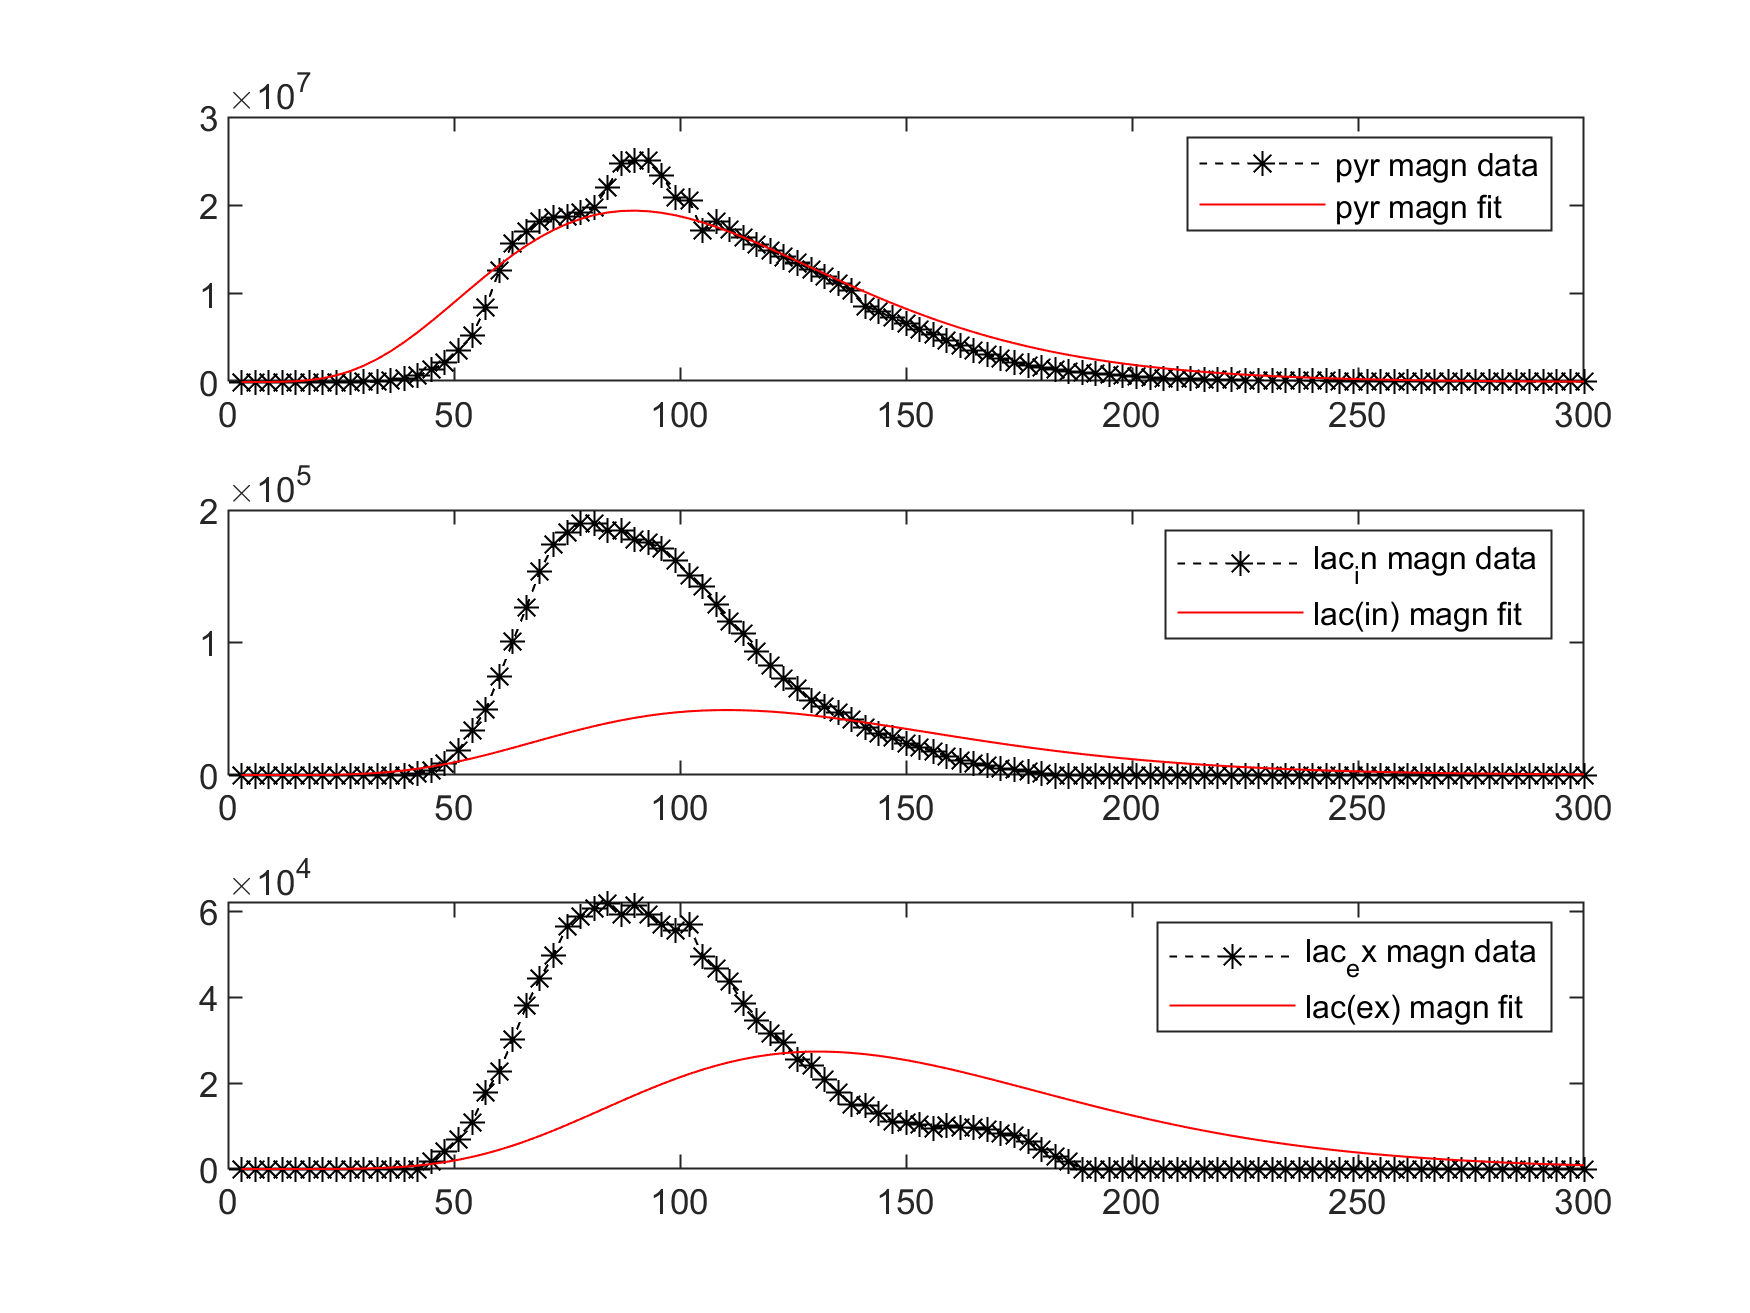 ×10⁷
3
2
1
0
0 50 100 150 200 250 300
pyr magn data
pyr magn fit
×10⁵
2
1
0
0 50 100 150 200 250 300
lacᵢn magn data
lac(in) magn fit
×10⁴
6
4
2
0
0 50 100 150 200 250 300
lacₑx magn data
lac(ex) magn fit